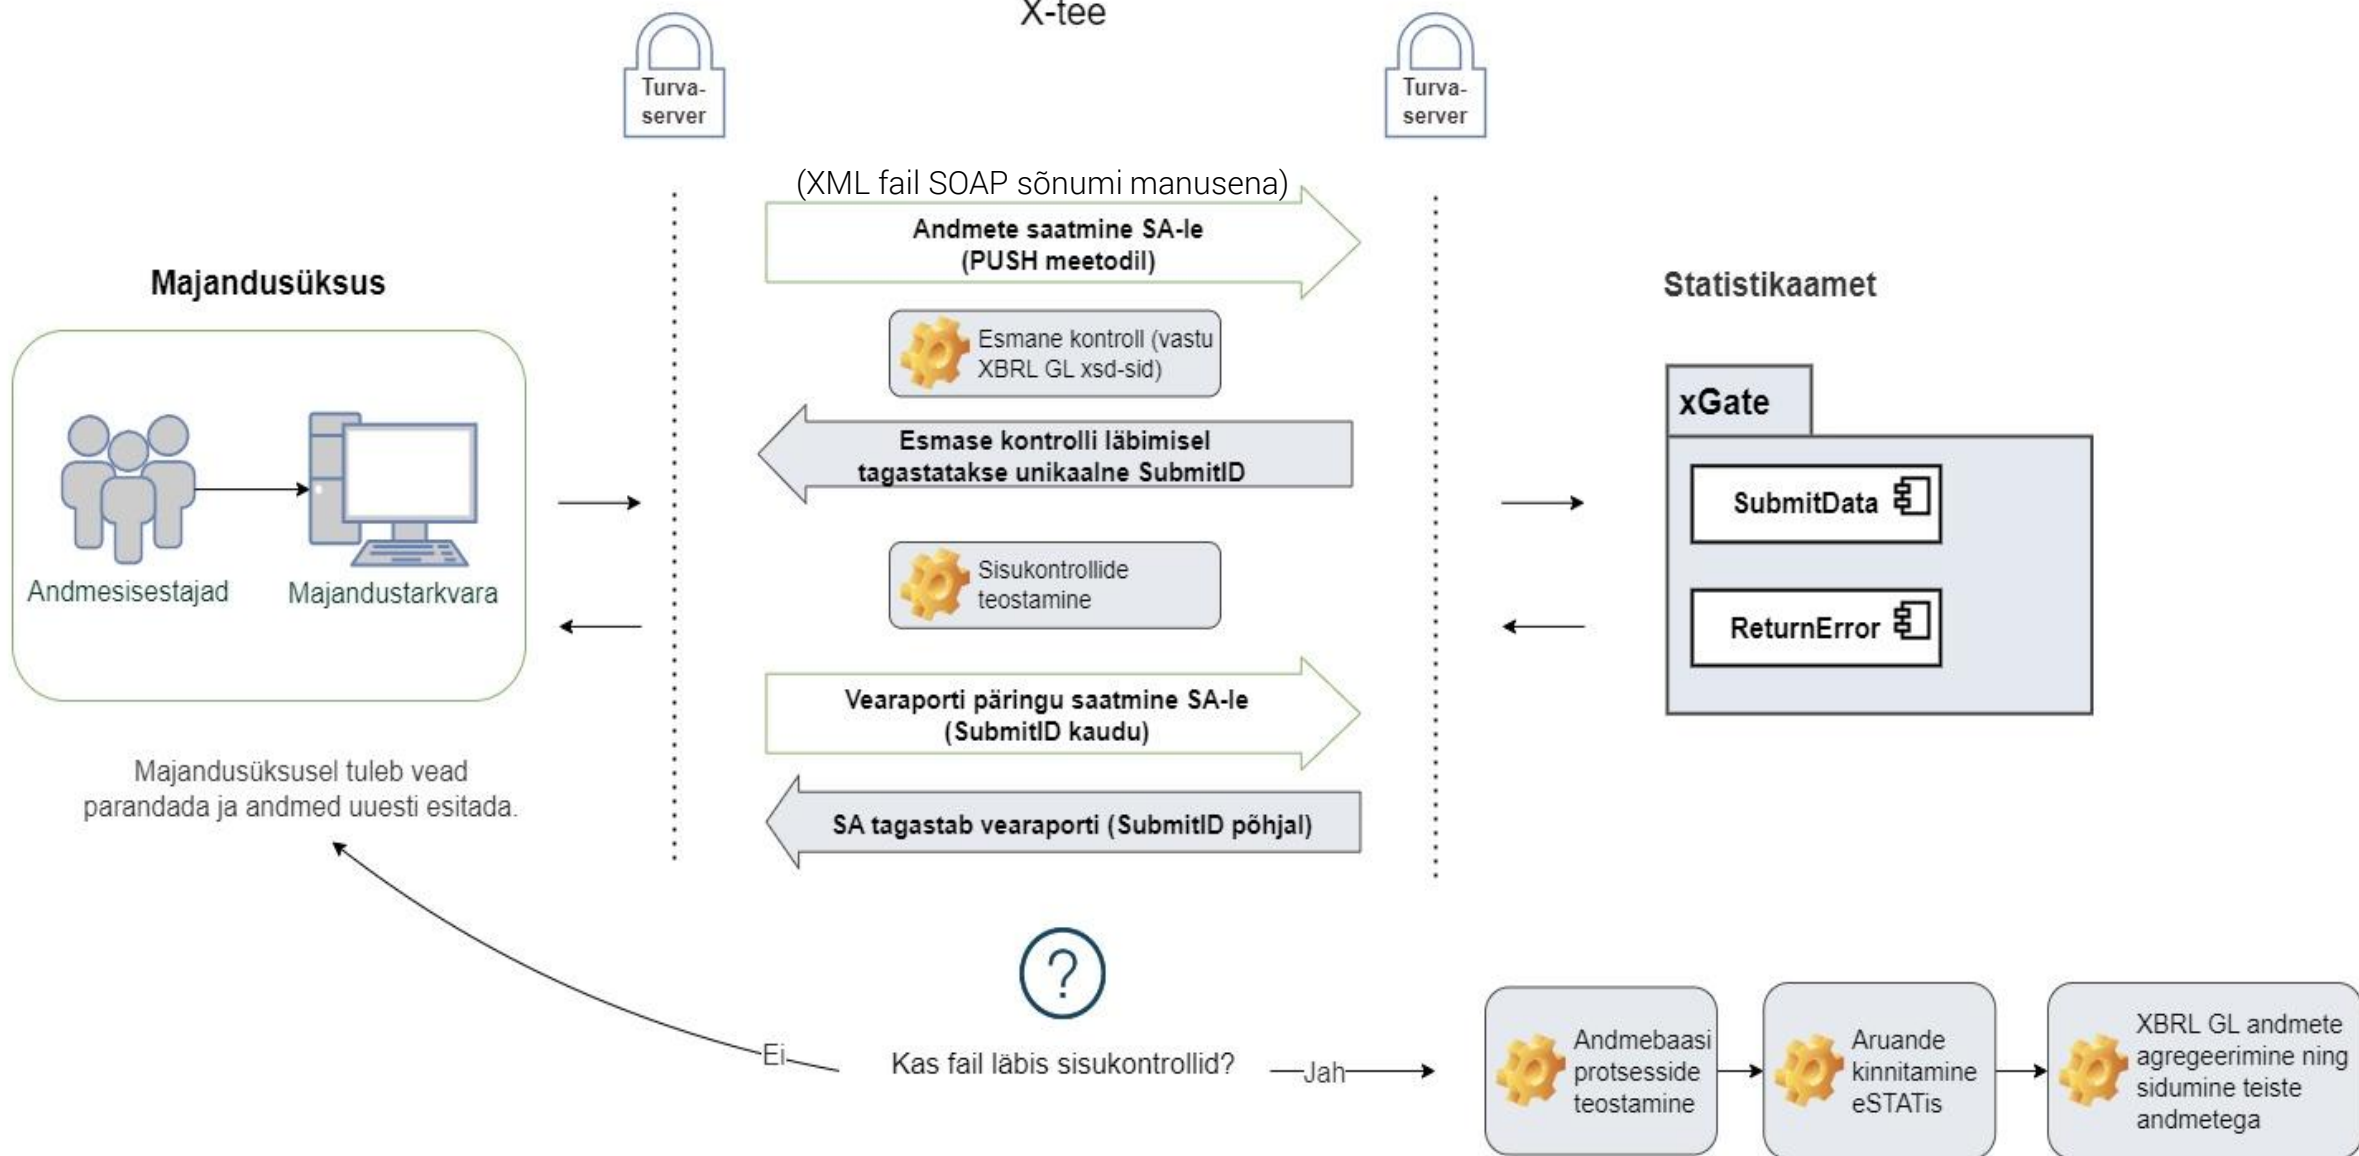 X-tee
Turva-
server
Turva-
server
(XML fail SOAP sõnumi manusena)
Andmete saatmine SA-le
(PUSH meetodil)
Majandusüksus
Statistikaamet
Esmane kontroll (vastu
XBRL GL xsd-sid)
xGate
Esmase kontrolli läbimisel
tagastatakse unikaalne SubmitID
SubmitData
Sisukontrollide
teostamine
Andmesisestajad
Majandustarkvara
ReturnError
Vearaporti päringu saatmine SA-le
(SubmitID kaudu)
Majandusüksusel tuleb vead
parandada ja andmed uuesti esitada.
SA tagastab vearaporti (SubmitID põhjal)
?
Ei
Kas fail läbis sisukontrollid?
Jah
Andmebaasi
protsesside
teostamine
Aruande
kinnitamine
eSTATis
XBRL GL andmete
agregeerimine ning
sidumine teiste
andmetega